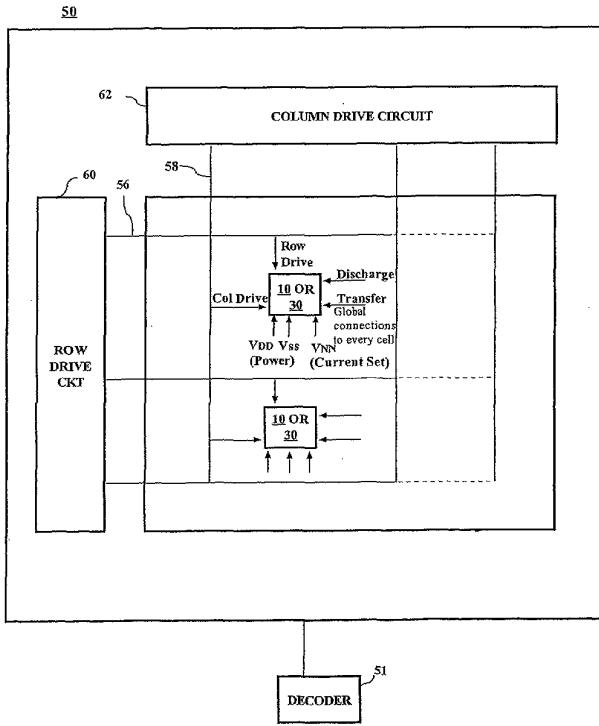 50
62
COLUMN DRIVE CIRCUIT
58
60
56
Row
Drive
Discharge
10 OR
30
Col Drive
Transfer
Global
connections
to every cell
VDD VSS
(Power)
VNN
(Current Set)
ROW
DRIVE
CKT
10 OR
30
51
DECODER